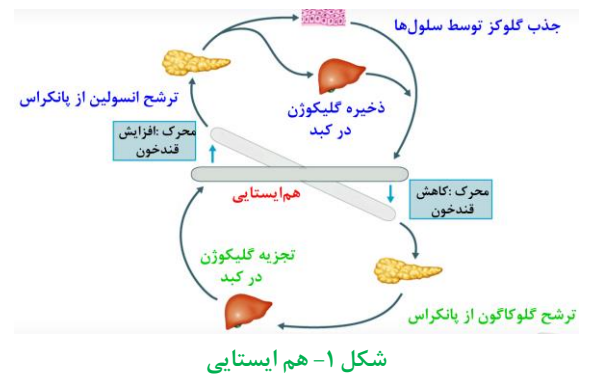 جذب گلوکز توسط سلول‌ها
ترشح انسولین از پانکراس
ذخیره گلیکوژن
در کبد
محرک :افزایش
قندخون
هم‌ایستایی
محرک :کاهش
قندخون
تجزیه گلیکوژن
در کبد
ترشح گلوکاگون از پانکراس
شکل ۱- هم ایستایی